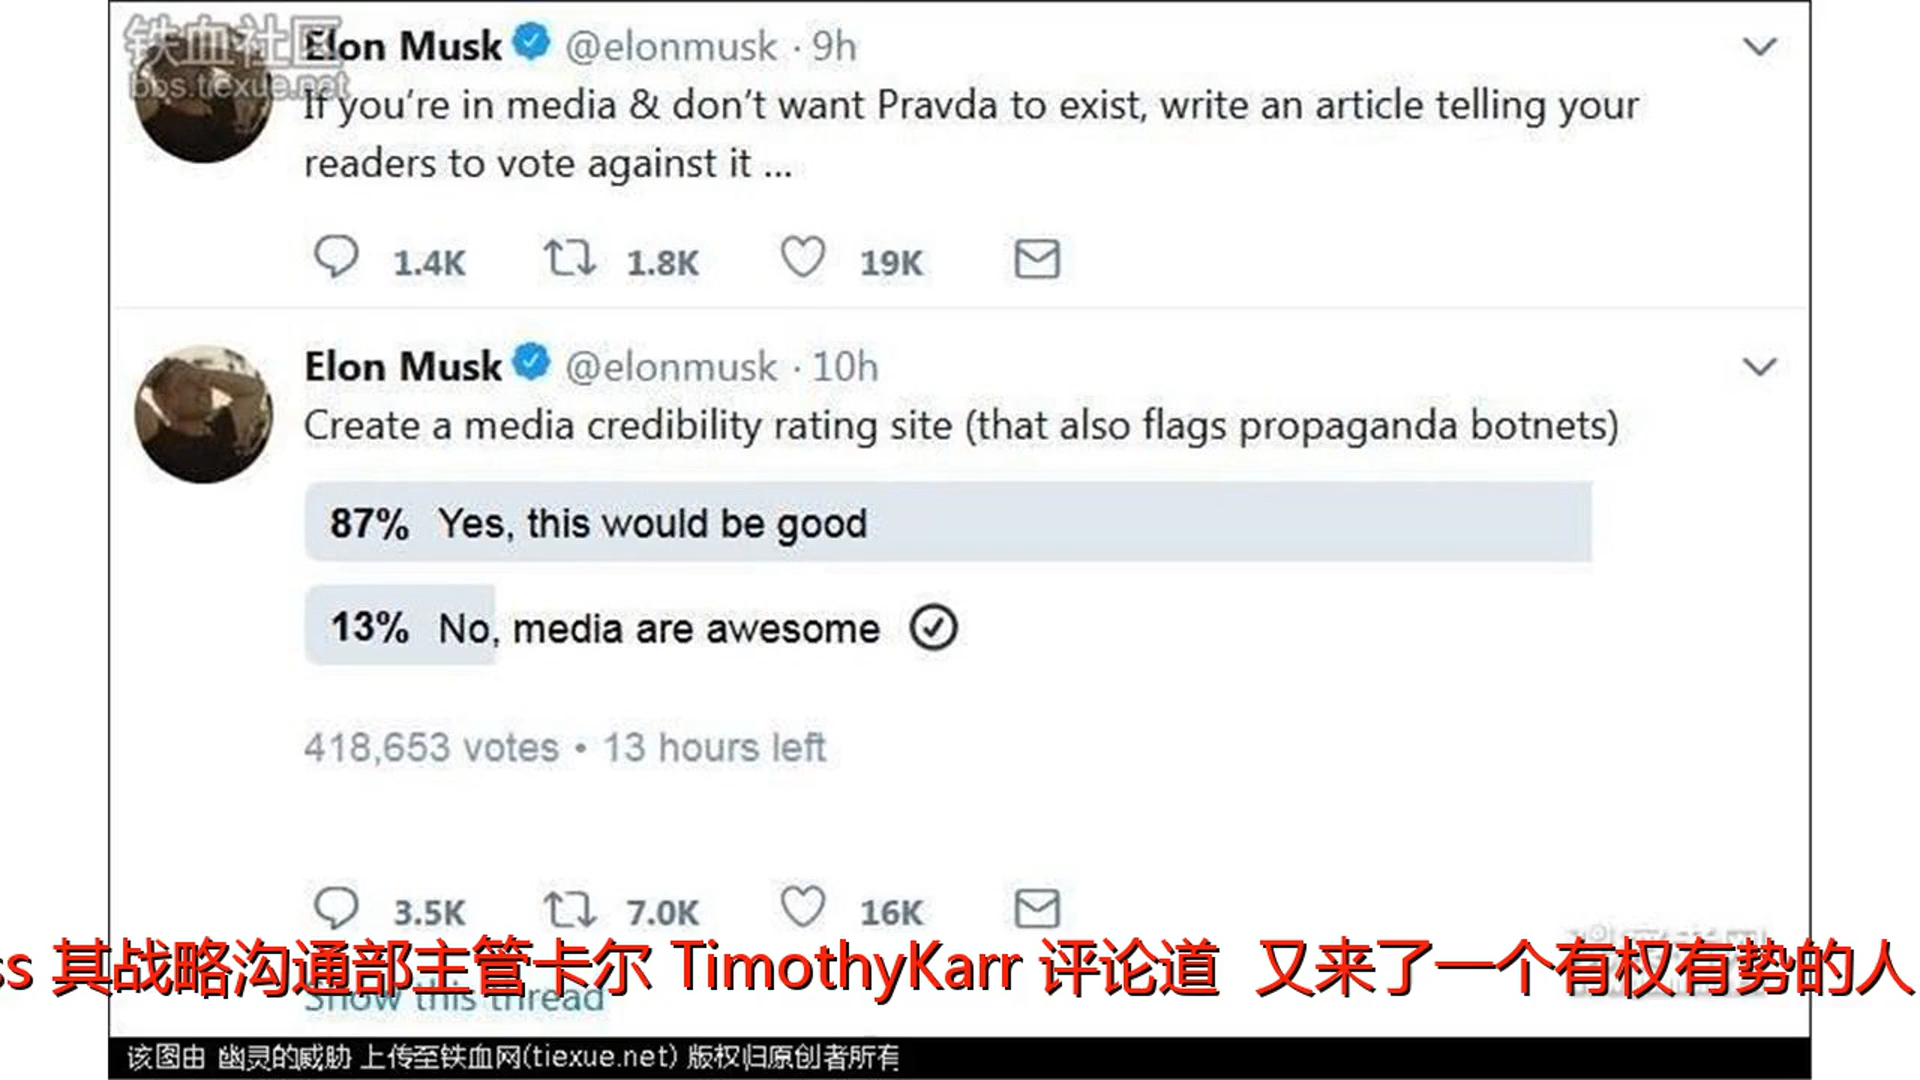 铁血社区
bbs.tiexue.net
Elon Musk @elonmusk · 9h
If you're in media & don't want Pravda to exist, write an article telling your
readers to vote against it ...
1.4K 1.8K 19K
Elon Musk @elonmusk · 10h
Create a media credibility rating site (that also flags propaganda botnets)
87% Yes, this would be good
13% No, media are awesome
418,653 votes • 13 hours left
3.5K 7.0K 16K
ss 其战略沟通部主管卡尔 TimothyKarr 评论道 又来了一个有权有势的人
Show this thread
该图由 幽灵的威胁 上传至铁血网(tiexue.net) 版权归原创者所有